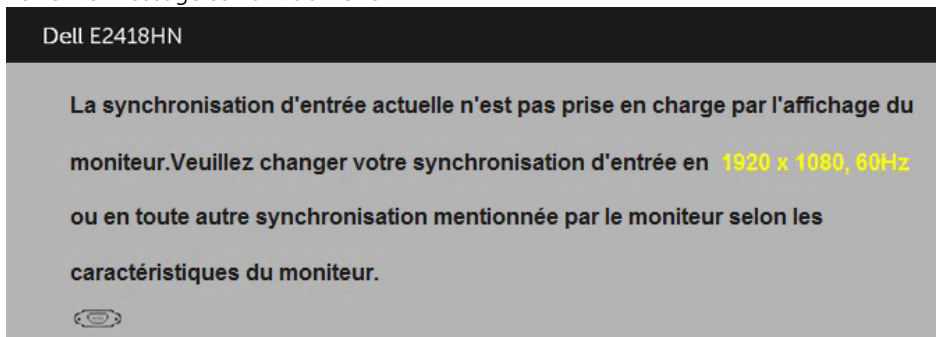 Dell E2418HN
La synchronisation d'entrée actuelle n'est pas prise en charge par l'affichage du
moniteur.Veuillez changer votre synchronisation d'entrée en 1920 x 1080, 60Hz
ou en toute autre synchronisation mentionnée par le moniteur selon les
caractéristiques du moniteur.